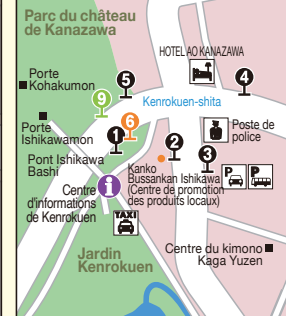 Parc du château
de Kanazawa
HOTEL AO KANAZAWA
Porte
Kohakumon
5
4
9
Kenrokuen-shita
6
Porte
Ishikawamon
1
2
Poste de
police
Pont Ishikawa
Bashi
3
Kanko
Bussankan Ishikawa
(Centre de promotion
des produits locaux)
P
P
Centre
d'informations
de Kenrokuen
i
TAXI
Jardin
Kenrokuen
Centre du kimono
Kaga Yuzen